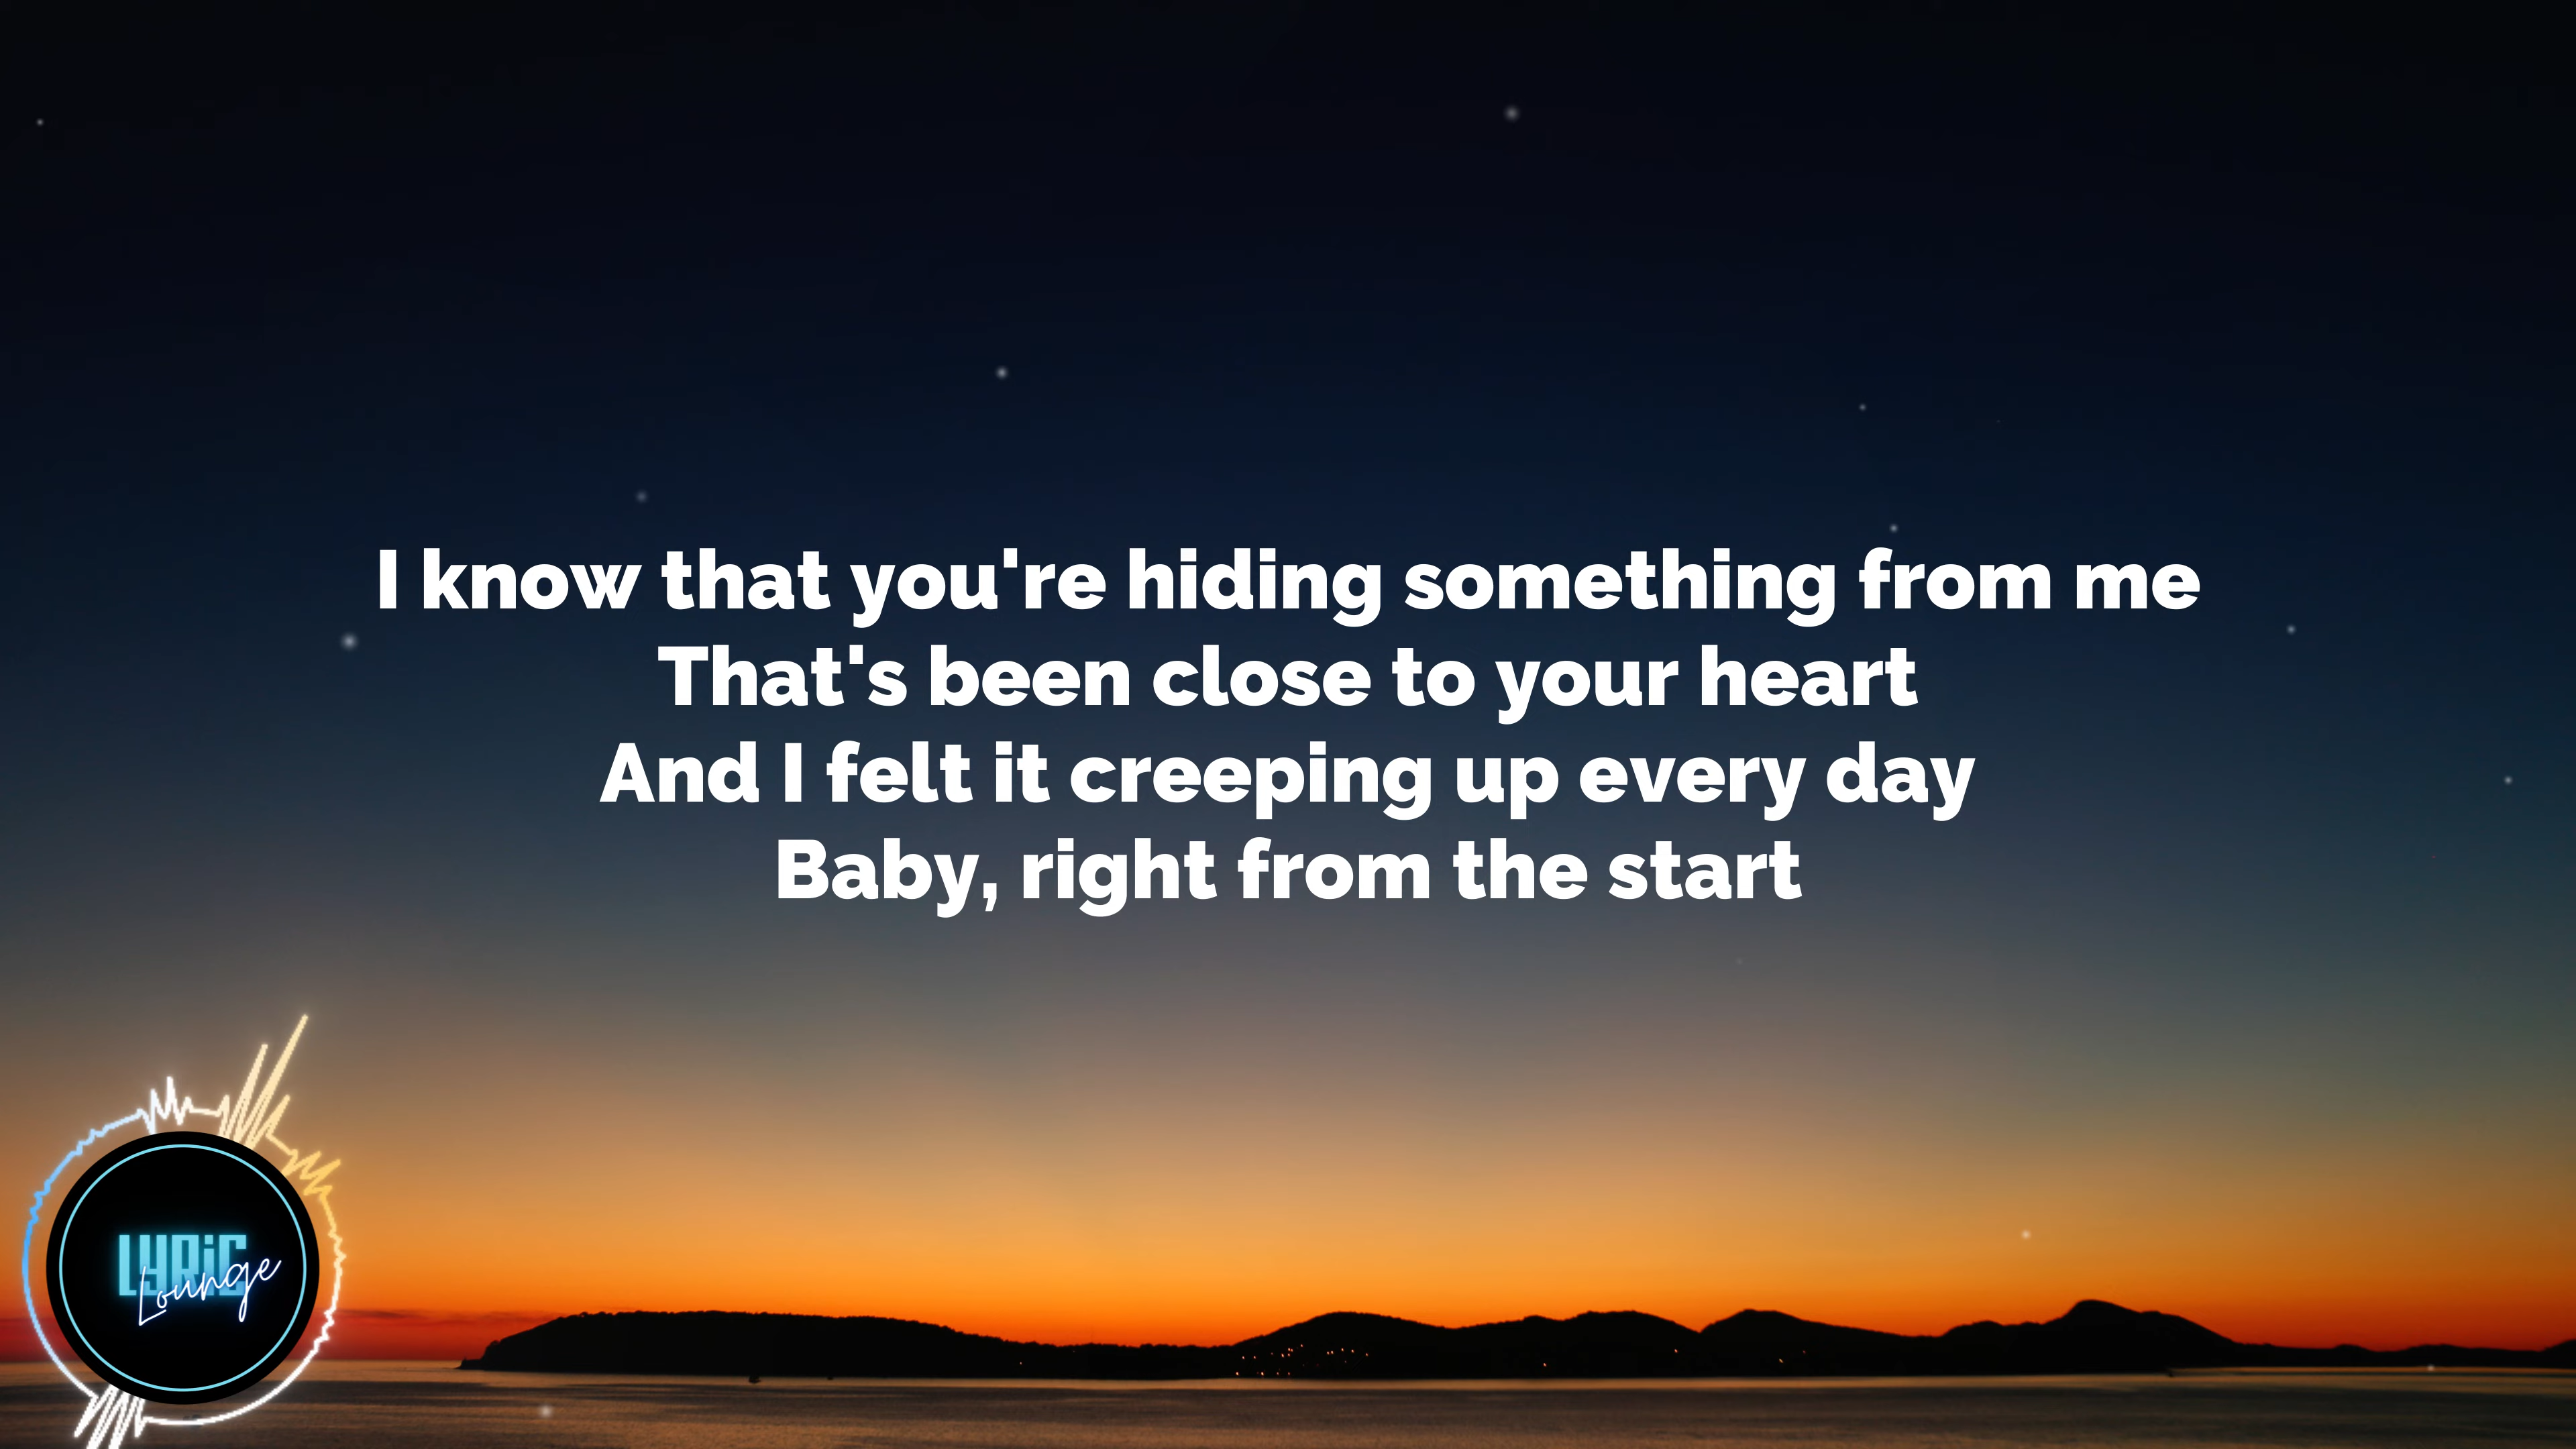 I know that you're hiding something from me
That's been close to your heart
And I felt it creeping up every day
Baby, right from the start
LYRiC
Lounge